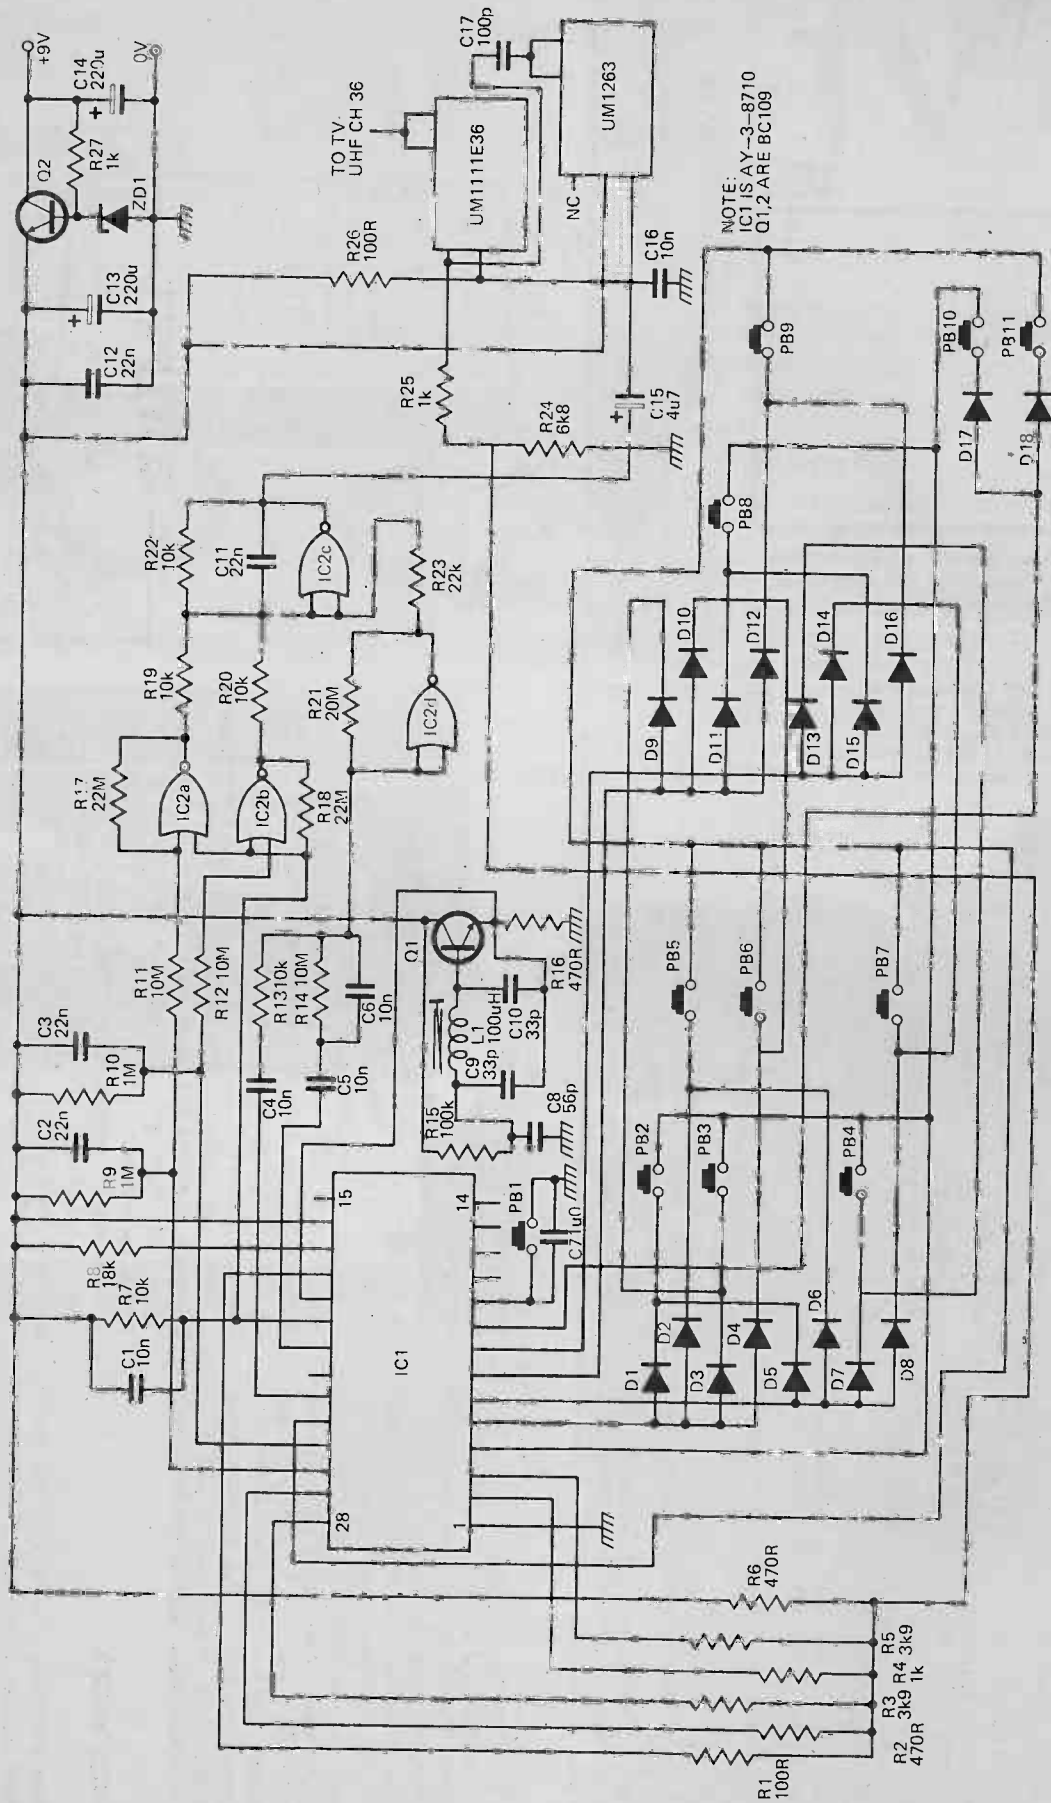 +9V
C14
220u
0V
Q2
R27
1k
ZD1
C13
220u
C12
22n
C17
100p
UM1263
TO TV
UHF CH 36
UM1111E36
NC
R26
100R
C16
10n
R25
1k
R24
6k8
C15
4u7
NOTE:
IC1 IS AY-3-8710
Q1,2 ARE BC109
R22
10k
C11
22n
IC2c
R23
22k
R19
10k
R20
10k
R21
20M
IC2d
R17
22M
IC2a
IC2b
R18
22M
R11
10M
R12 10M
R13 10k
R14 10M
C6
10n
C4
10n
C5
10n
C3
22n
R10
1M
C2
22n
R9
1M
R8
18k
R7
10k
C1
10n
Q1
R16
470R
L1
100uH
C10
33p
C9
33p
R15
100k
C8
56p
C7 1u0
PB1
15
14
IC1
28
1
PB9
PB10
PB11
D17
D18
PB8
D9
D10
D11
D12
D13
D14
D15
D16
PB5
PB6
PB7
PB2
PB3
PB4
D1
D2
D3
D4
D5
D6
D7
D8
R6
470R
R5
3k9
R4
1k
R3
3k9
R2
470R
R1
100R